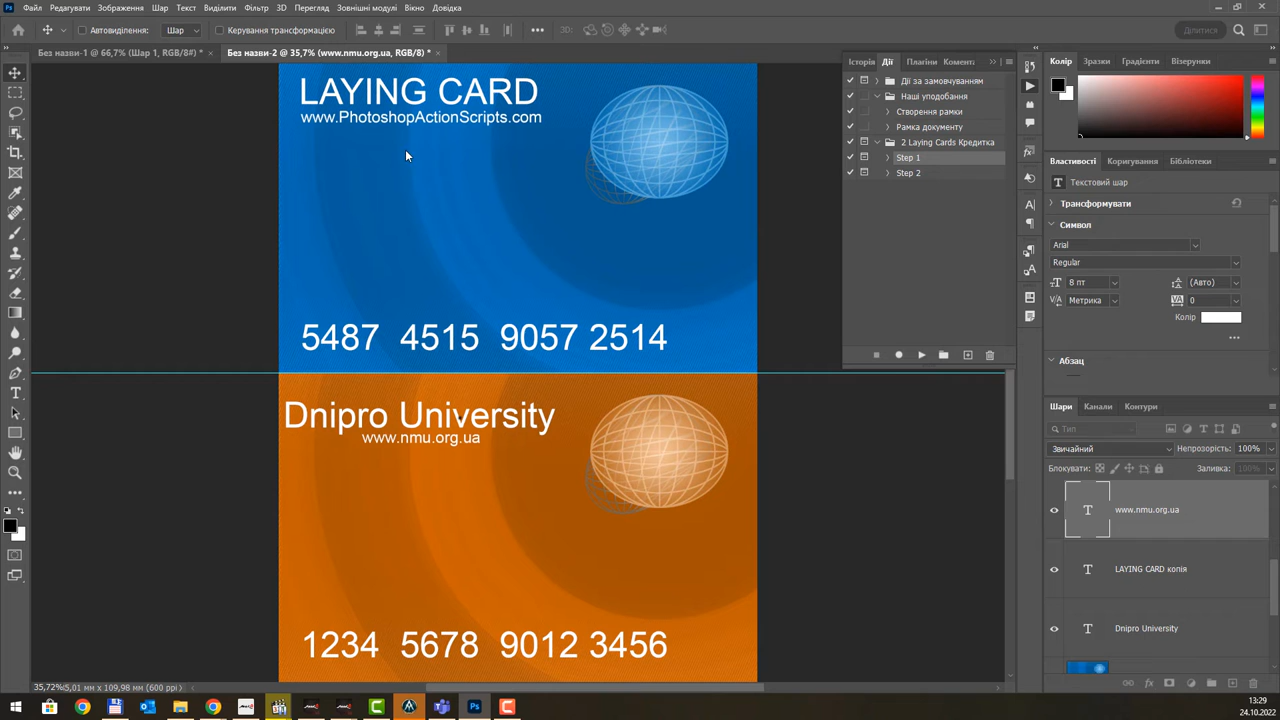 Файл Редагувати Зображення Шар Текст Виділити Фільтр 3D Перегляд Зовнішні модулі Вікно Довідка
Автовиділення: Шар Керування трансформацією 3D: Ділитися
Без назви-1 @ 66,7% (Шар 1, RGB/8#) * × Без назви-2 @ 35,7% (www.nmu.org.ua, RGB/8) * ×
LAYING CARD
www.PhotoshopActionScripts.com
5487 4515 9057 2514
Dnipro University
www.nmu.org.ua
1234 5678 9012 3456
Історія Дії Плагіни Комента
Дії за замовчуванням
Наші уподобання
Створення рамки
Рамка документу
2 Laying Cards Кредитка
Step 1
Step 2
Колір Зразки Градієнти Візерунки
Властивості Коригування Бібліотеки
Текстовий шар
Трансформувати
Символ
Arial
Regular
8 пт (Авто)
Метрика 0
Колір
Абзац
Шари Канали Контури
Тип
Звичайний Непрозорість: 100%
Блокувати: Заливка: 100%
www.nmu.org.ua
LAYING CARD копія
Dnipro University
35,72% 5,01 мм x 109,98 мм (600 ppi)
13:29
24.10.2022